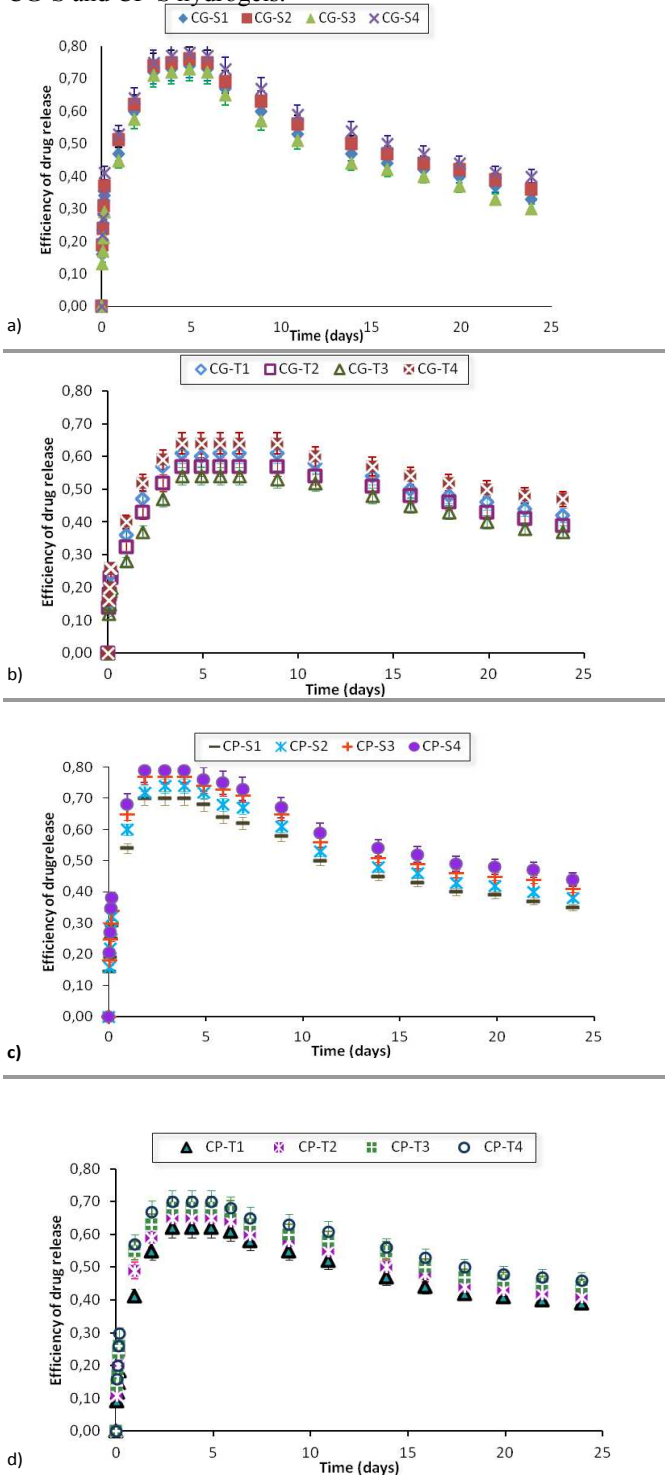 CG-S and CP-S hydrogels.
CG-S1 CG-S2 CG-S3 CG-S4
0,80
0,70
0,60
0,50
0,40
0,30
0,20
0,10
0,00
Efficiency of drug release
0 5 10 15 20 25
Time (days)
a)
CG-T1 CG-T2 CG-T3 CG-T4
0,80
0,70
0,60
0,50
0,40
0,30
0,20
0,10
0,00
Efficiency of drug release
0 5 10 15 20 25
Time (days)
b)
CP-S1 CP-S2 CP-S3 CP-S4
0,80
0,70
0,60
0,50
0,40
0,30
0,20
0,10
0,00
Efficiency of drugrelease
0 5 10 15 20 25
Time (days)
c)
CP-T1 CP-T2 CP-T3 CP-T4
0,80
0,70
0,60
0,50
0,40
0,30
0,20
0,10
0,00
Efficiency of drug release
0 5 10 15 20 25
Time (days)
d)